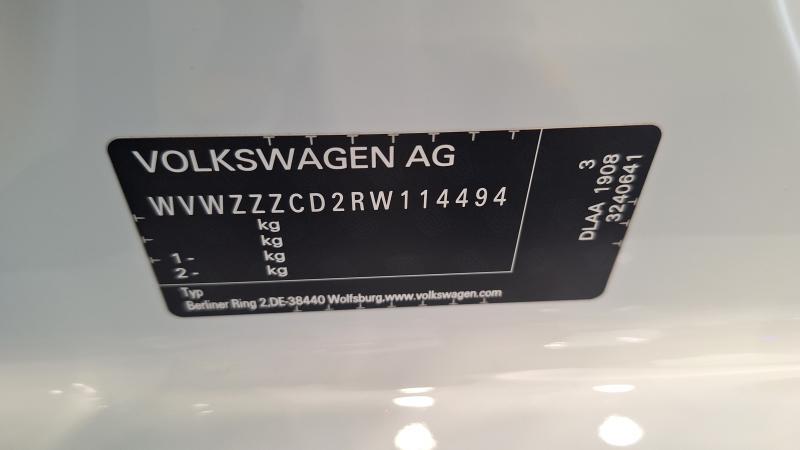 VOLKSWAGEN AG
WVWZZZCD2RW114494
kg
kg
1- kg
2- kg
Typ
Berliner Ring 2,DE-38440 Wolfsburg,www.volkswagen.com
3
DLAA 1908
3240641